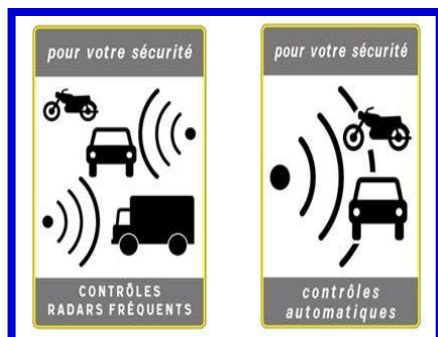 pour votre sécurité
CONTRÔLES
RADARS FRÉQUENTS
pour votre sécurité
contrôles
automatiques